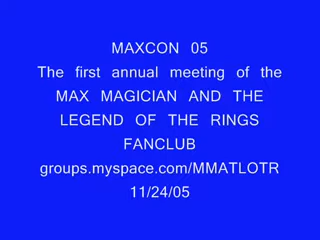 MAXCON 05
The first annual meeting of the
MAX MAGICIAN AND THE
LEGEND OF THE RINGS
FANCLUB
groups.myspace.com/MMATLOTR
11/24/05